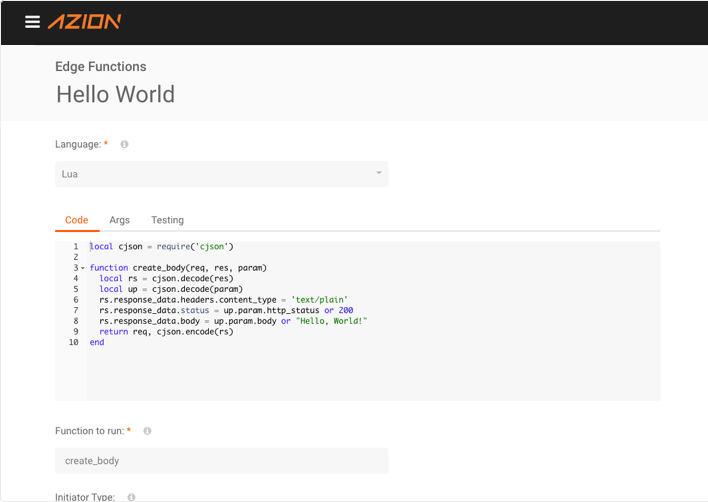 AZION
Edge Functions
Hello World
Language: *
Lua
Code Args Testing
1 local cjson = require('cjson')
2
3 function create_body(req, res, param)
4   local rs = cjson.decode(res)
5   local up = cjson.decode(param)
6   rs.response_data.headers.content_type = 'text/plain'
7   rs.response_data.status = up.param.http_status or 200
8   rs.response_data.body = up.param.body or "Hello, World!"
9   return req, cjson.encode(rs)
10 end
Function to run: *
create_body
Initiator Type: